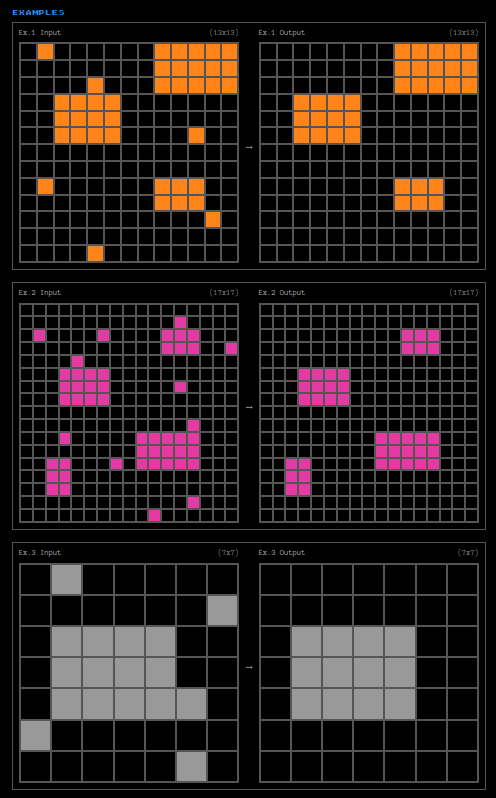 EXAMPLES
Ex.1 Input (13x13)
Ex.1 Output (13x13)
→
Ex.2 Input (17x17)
Ex.2 Output (17x17)
→
Ex.3 Input (7x7)
Ex.3 Output (7x7)
→